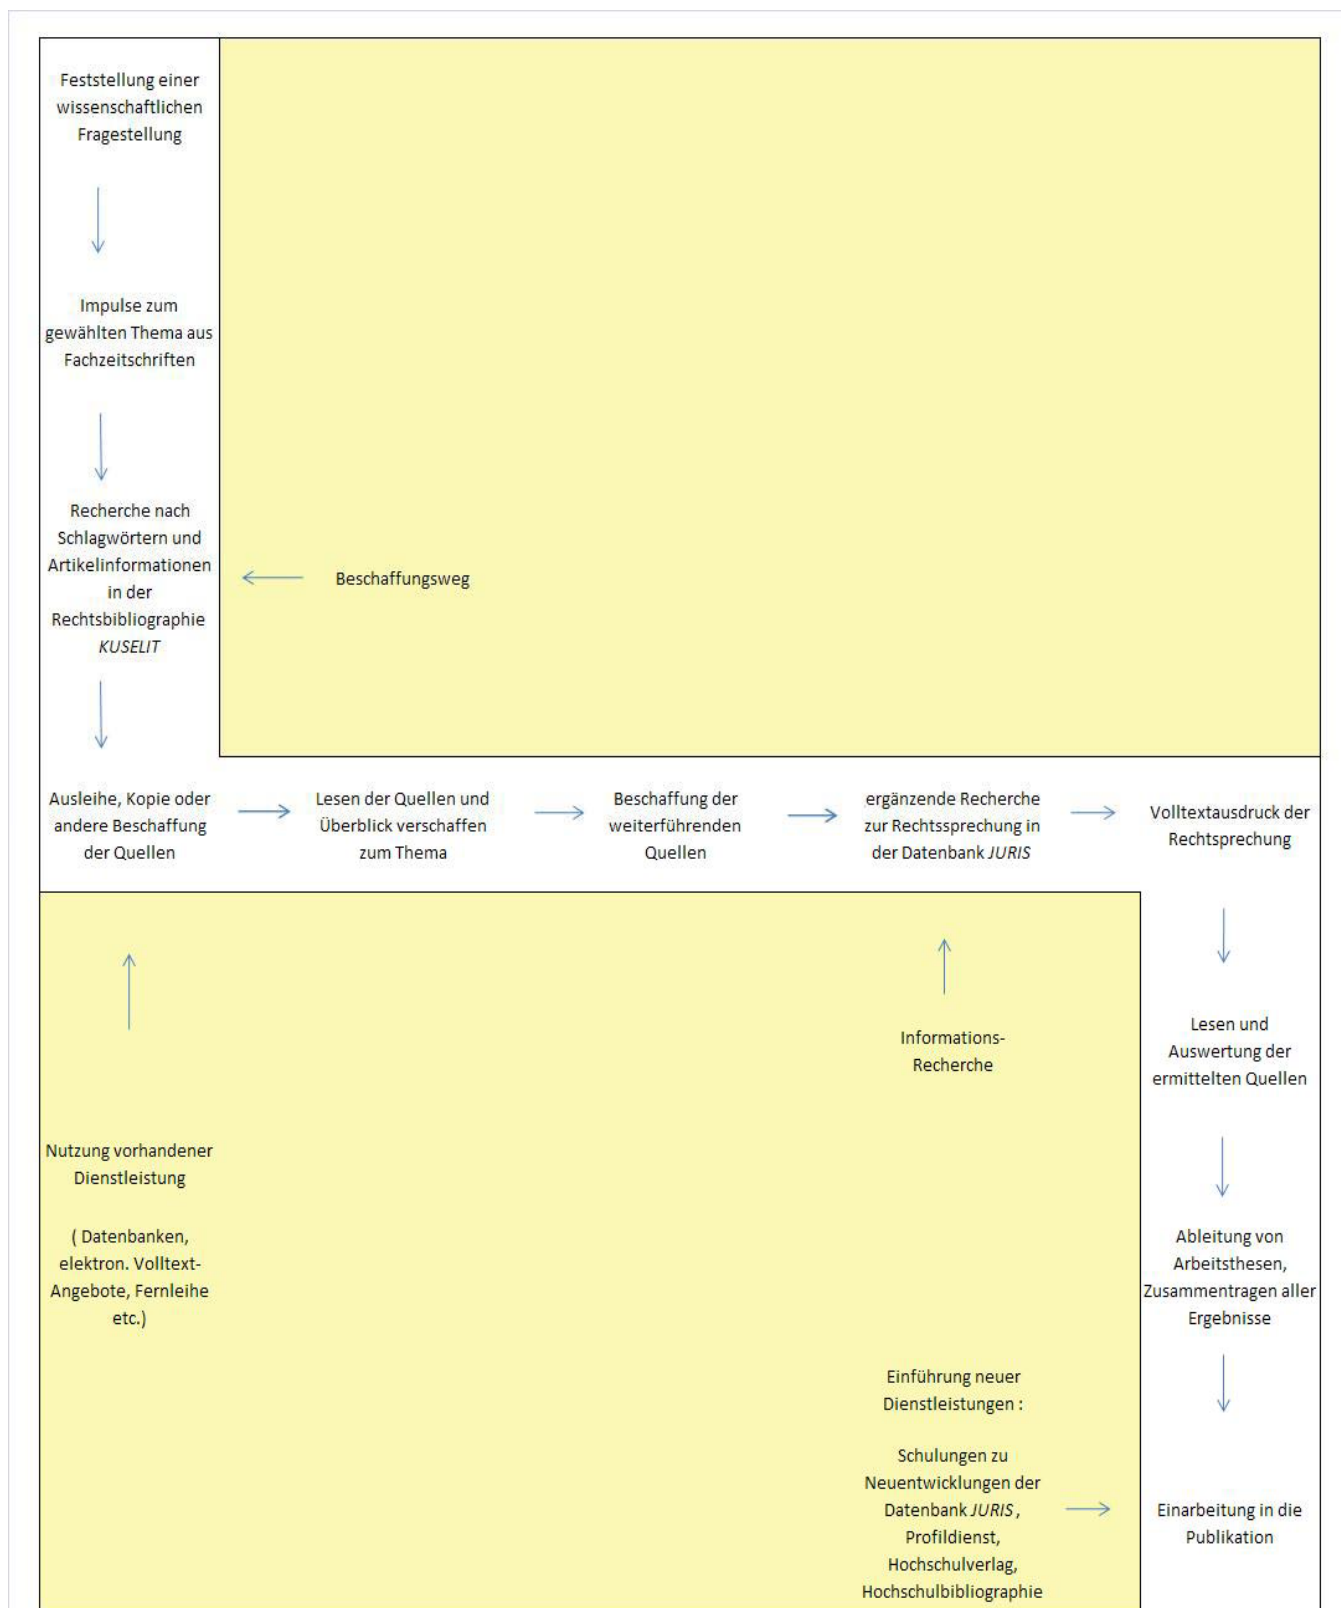 Feststellung einer
wissenschaftlichen
Fragestellung
Impulse zum
gewählten Thema aus
Fachzeitschriften
Recherche nach
Schlagwörtern und
Artikelinformationen
in der
Rechtsbibliographie
KUSELIT
Beschaffungsweg
Ausleihe, Kopie oder
andere Beschaffung
der Quellen
Lesen der Quellen und
Überblick verschaffen
zum Thema
Beschaffung der
weiterführenden
Quellen
ergänzende Recherche
zur Rechtssprechung in
der Datenbank JURIS
Volltextausdruck der
Rechtsprechung
Nutzung vorhandener
Dienstleistung
( Datenbanken,
elektron. Volltext-
Angebote, Fernleihe
etc.)
Informations-
Recherche
Lesen und
Auswertung der
ermittelten Quellen
Ableitung von
Arbeitsthesen,
Zusammentragen aller
Ergebnisse
Einführung neuer
Dienstleistungen :
Schulungen zu
Neuentwicklungen der
Datenbank JURIS ,
Profildienst,
Hochschulverlag,
Hochschulbibliographie
Einarbeitung in die
Publikation